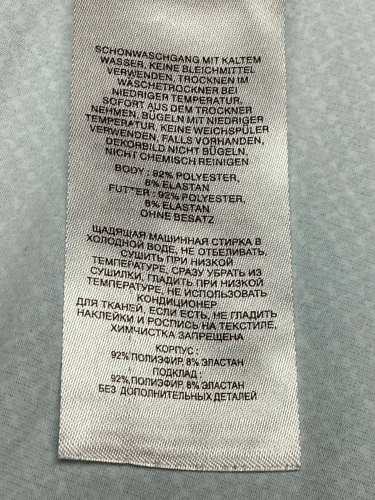 SCHONWASCHGANG MIT KALTEM
WASSER, KEINE BLEICHMITTEL
VERWENDEN, TROCKNEN IM
WÄSCHETROCKNER BEI
NIEDRIGER TEMPERATUR,
SOFORT AUS DEM TROCKNER
NEHMEN, BÜGELN MIT NIEDRIGER
TEMPERATUR, KEINE WEICHSPÜLER
VERWENDEN, FALLS VORHANDEN,
DEKORBILD NICHT BÜGELN,
NICHT CHEMISCH REINIGEN
BODY : 92% POLYESTER,
8% ELASTAN
FUTTER : 92% POLYESTER,
8% ELASTAN
OHNE BESATZ
ЩАДЯЩАЯ МАШИННАЯ СТИРКА В
ХОЛОДНОЙ ВОДЕ, НЕ ОТБЕЛИВАТЬ,
СУШИТЬ ПРИ НИЗКОЙ
ТЕМПЕРАТУРЕ, СРАЗУ УБРАТЬ ИЗ
СУШИЛКИ, ГЛАДИТЬ ПРИ НИЗКОЙ
ТЕМПЕРАТУРЕ, НЕ ИСПОЛЬЗОВАТЬ
КОНДИЦИОНЕР
ДЛЯ ТКАНЕЙ, ЕСЛИ ЕСТЬ, НЕ ГЛАДИТЬ
НАКЛЕЙКИ И РОСПИСЬ НА ТЕКСТИЛЕ,
ХИМЧИСТКА ЗАПРЕЩЕНА
КОРПУС :
92% ПОЛИЭФИР, 8% ЭЛАСТАН
ПОДКЛАД :
92% ПОЛИЭФИР, 8% ЭЛАСТАН
БЕЗ ДОПОЛНИТЕЛЬНЫХ ДЕТАЛЕЙ